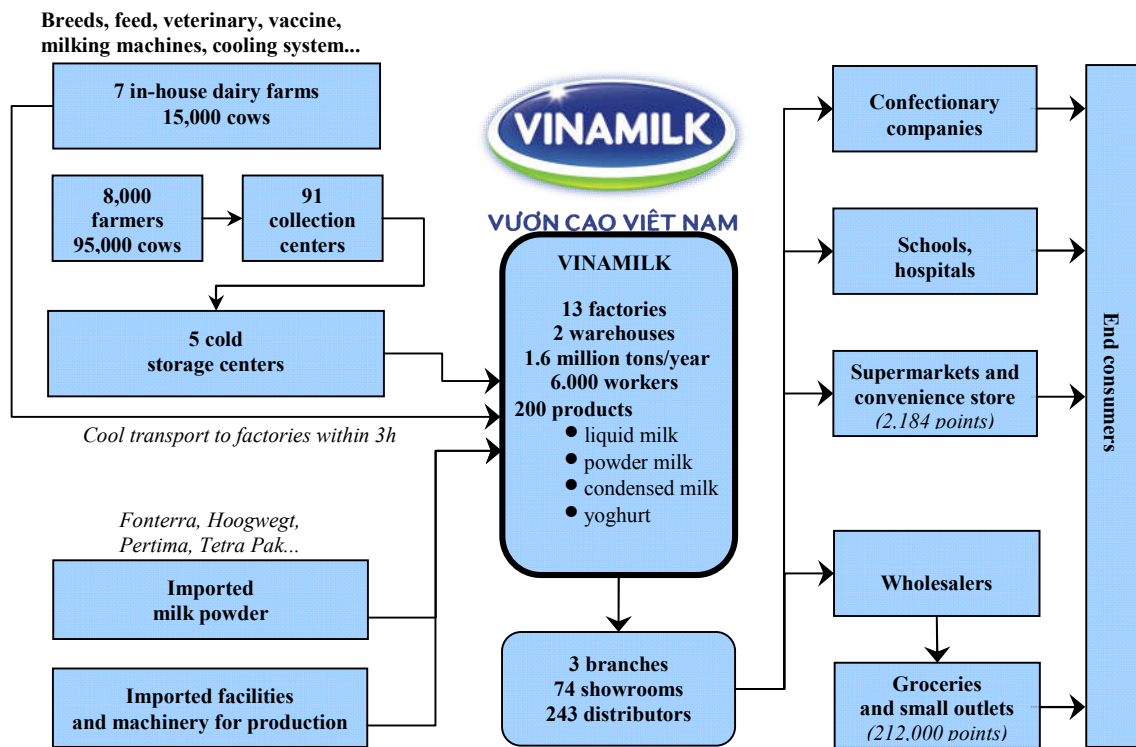 Breeds, feed, veterinary, vaccine,
milking machines, cooling system...
7 in-house dairy farms
15,000 cows
8,000
farmers
95,000 cows
91
collection
centers
5 cold
storage centers
Cool transport to factories within 3h
Fonterra, Hoogwegt,
Pertima, Tetra Pak...
Imported
milk powder
Imported facilities
and machinery for production
VINAMILK
VƯƠN CAO VIỆT NAM
VINAMILK
13 factories
2 warehouses
1.6 million tons/year
6.000 workers
200 products
● liquid milk
● powder milk
● condensed milk
● yoghurt
3 branches
74 showrooms
243 distributors
Confectionary
companies
Schools,
hospitals
Supermarkets and
convenience store
(2,184 points)
Wholesalers
Groceries
and small outlets
(212,000 points)
End consumers